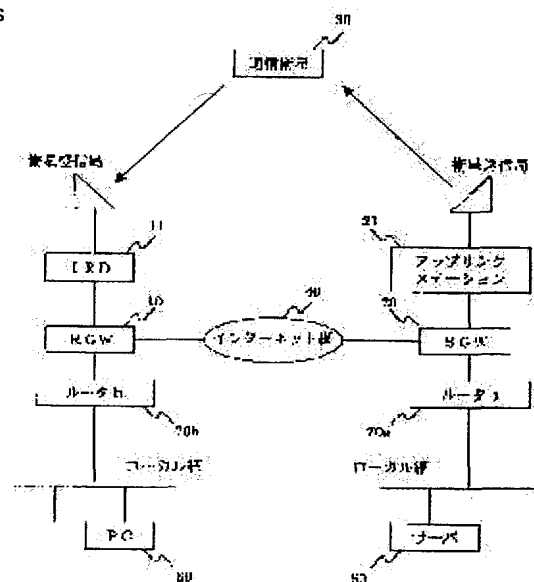 S
30
通信衛星
衛星受信局
衛星送信局
11
21
IRD
アップリンク
ステーション
10
40
20
RGW
インターネット網
SGW
ルータb
ルータa
70b
70a
ローカル網
ローカル網
PC
サーバ
60
50